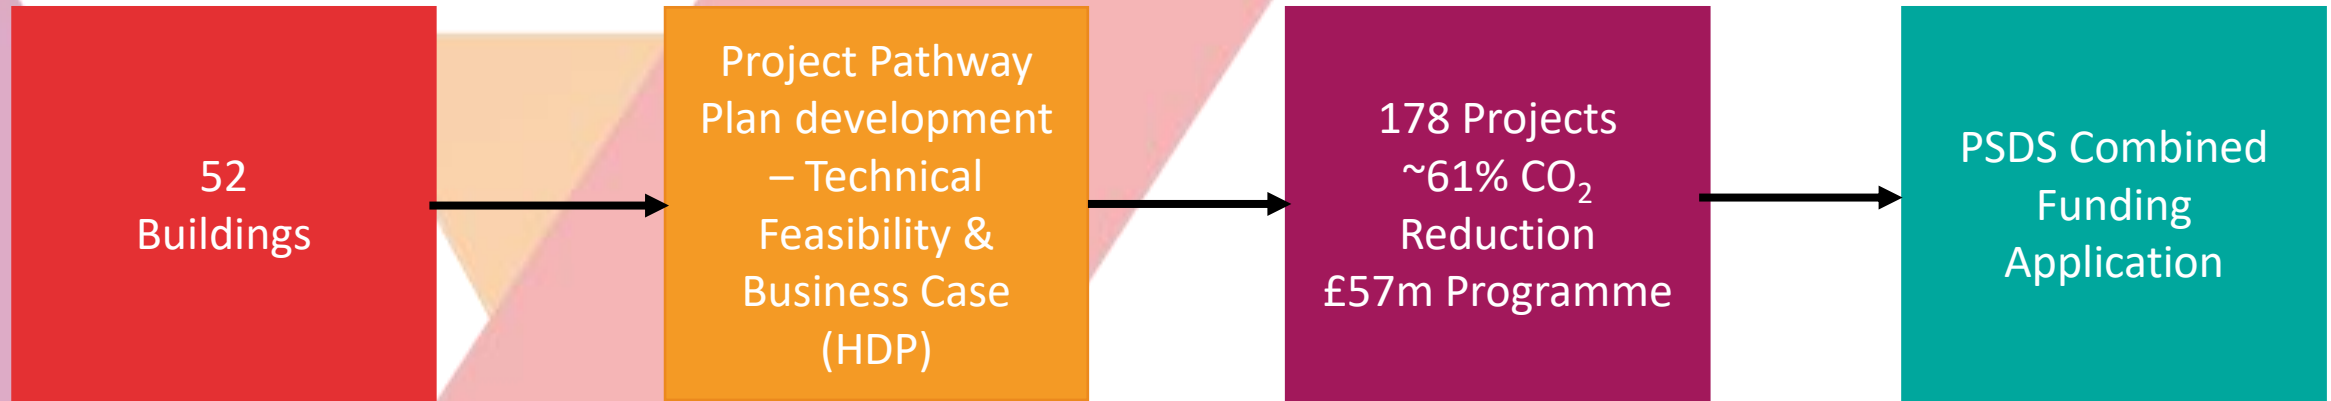 52
Buildings
Project Pathway
Plan development
– Technical
Feasibility &
Business Case
(HDP)
178 Projects
~61% CO₂
Reduction
£57m Programme
PSDS Combined
Funding
Application